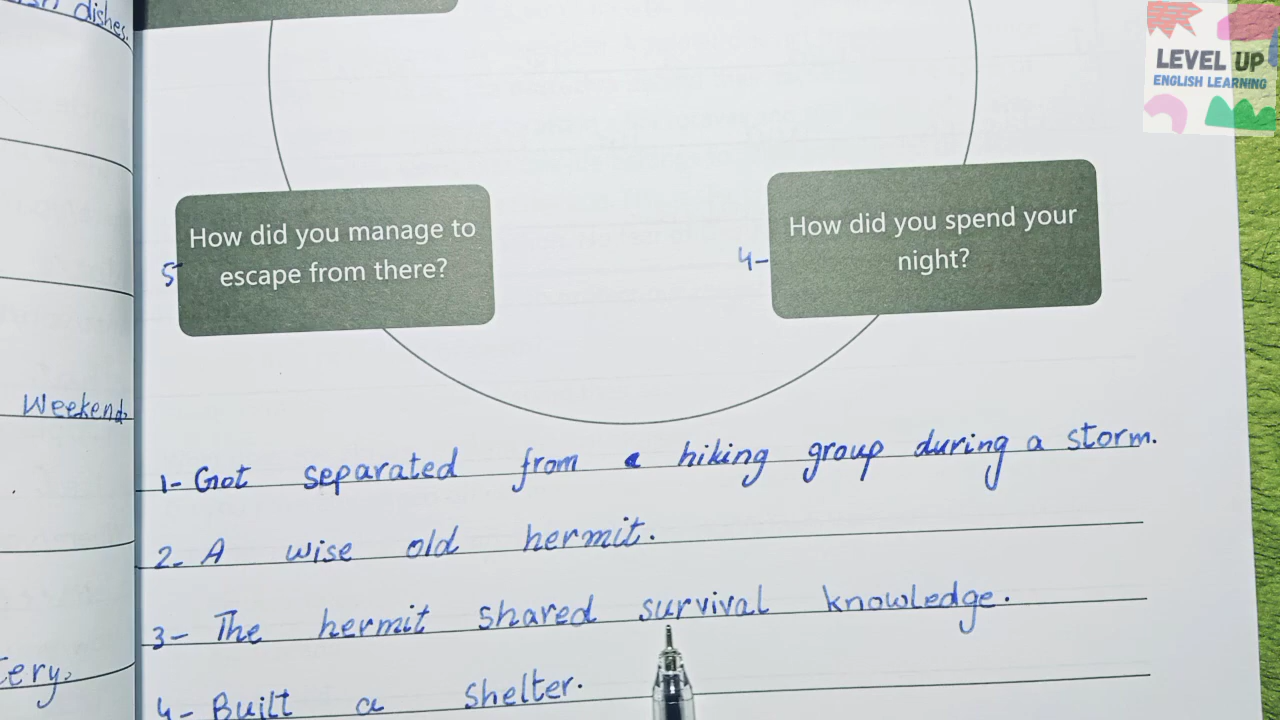 dishes.
LEVEL UP
ENGLISH LEARNING
How did you manage to
escape from there?
5-
How did you spend your
night?
4-
Weekend.
1- Got separated from a hiking group during a storm.
2- A wise old hermit.
3- The hermit shared survival knowledge.
4- Built a shelter.